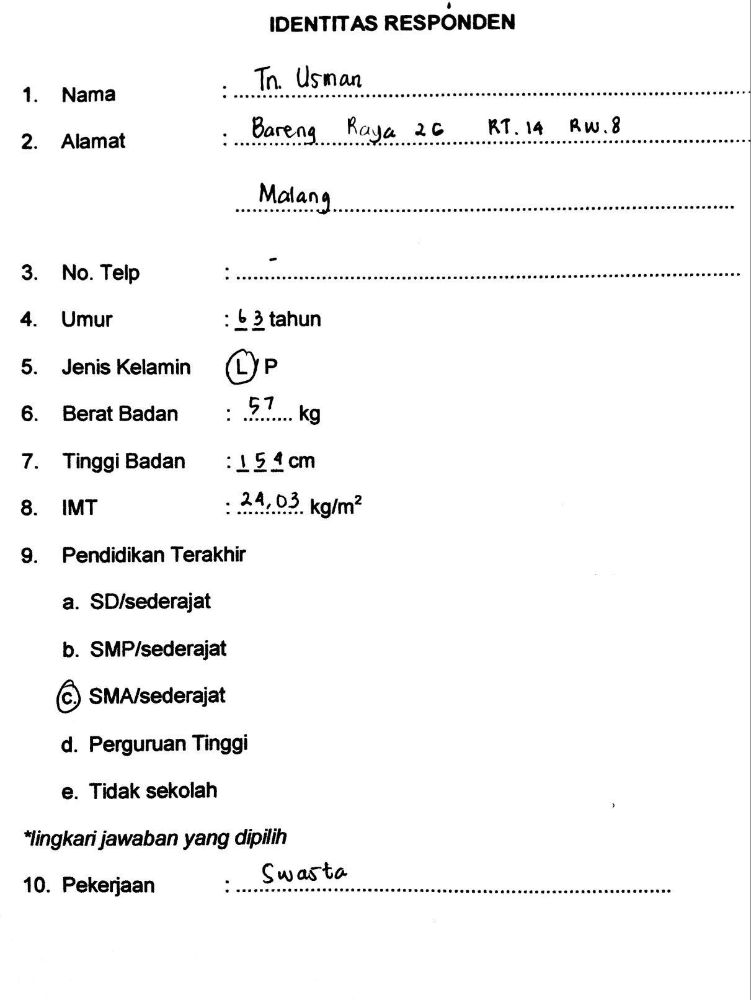 IDENTITAS RESPONDEN
1. Nama : Tn. Usman
2. Alamat : Bareng Raya 2G RT. 14 RW. 8
Malang
3. No. Telp : -
4. Umur : 63 tahun
5. Jenis Kelamin L/P
6. Berat Badan : 57 kg
7. Tinggi Badan : 154 cm
8. IMT : 24,03 kg/m²
9. Pendidikan Terakhir
a. SD/sederajat
b. SMP/sederajat
c. SMA/sederajat
d. Perguruan Tinggi
e. Tidak sekolah
*lingkari jawaban yang dipilih
10. Pekerjaan : Swasta